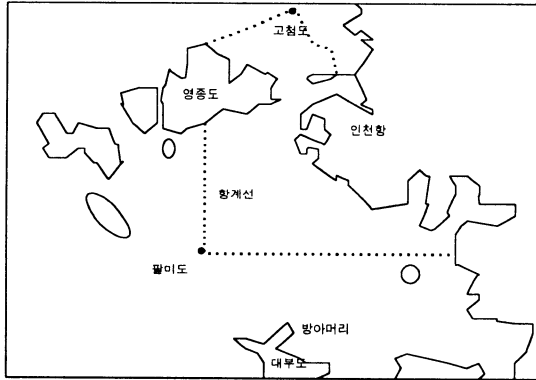 고첨도
영종도
인천항
항계선
팔미도
방아머리
대부도